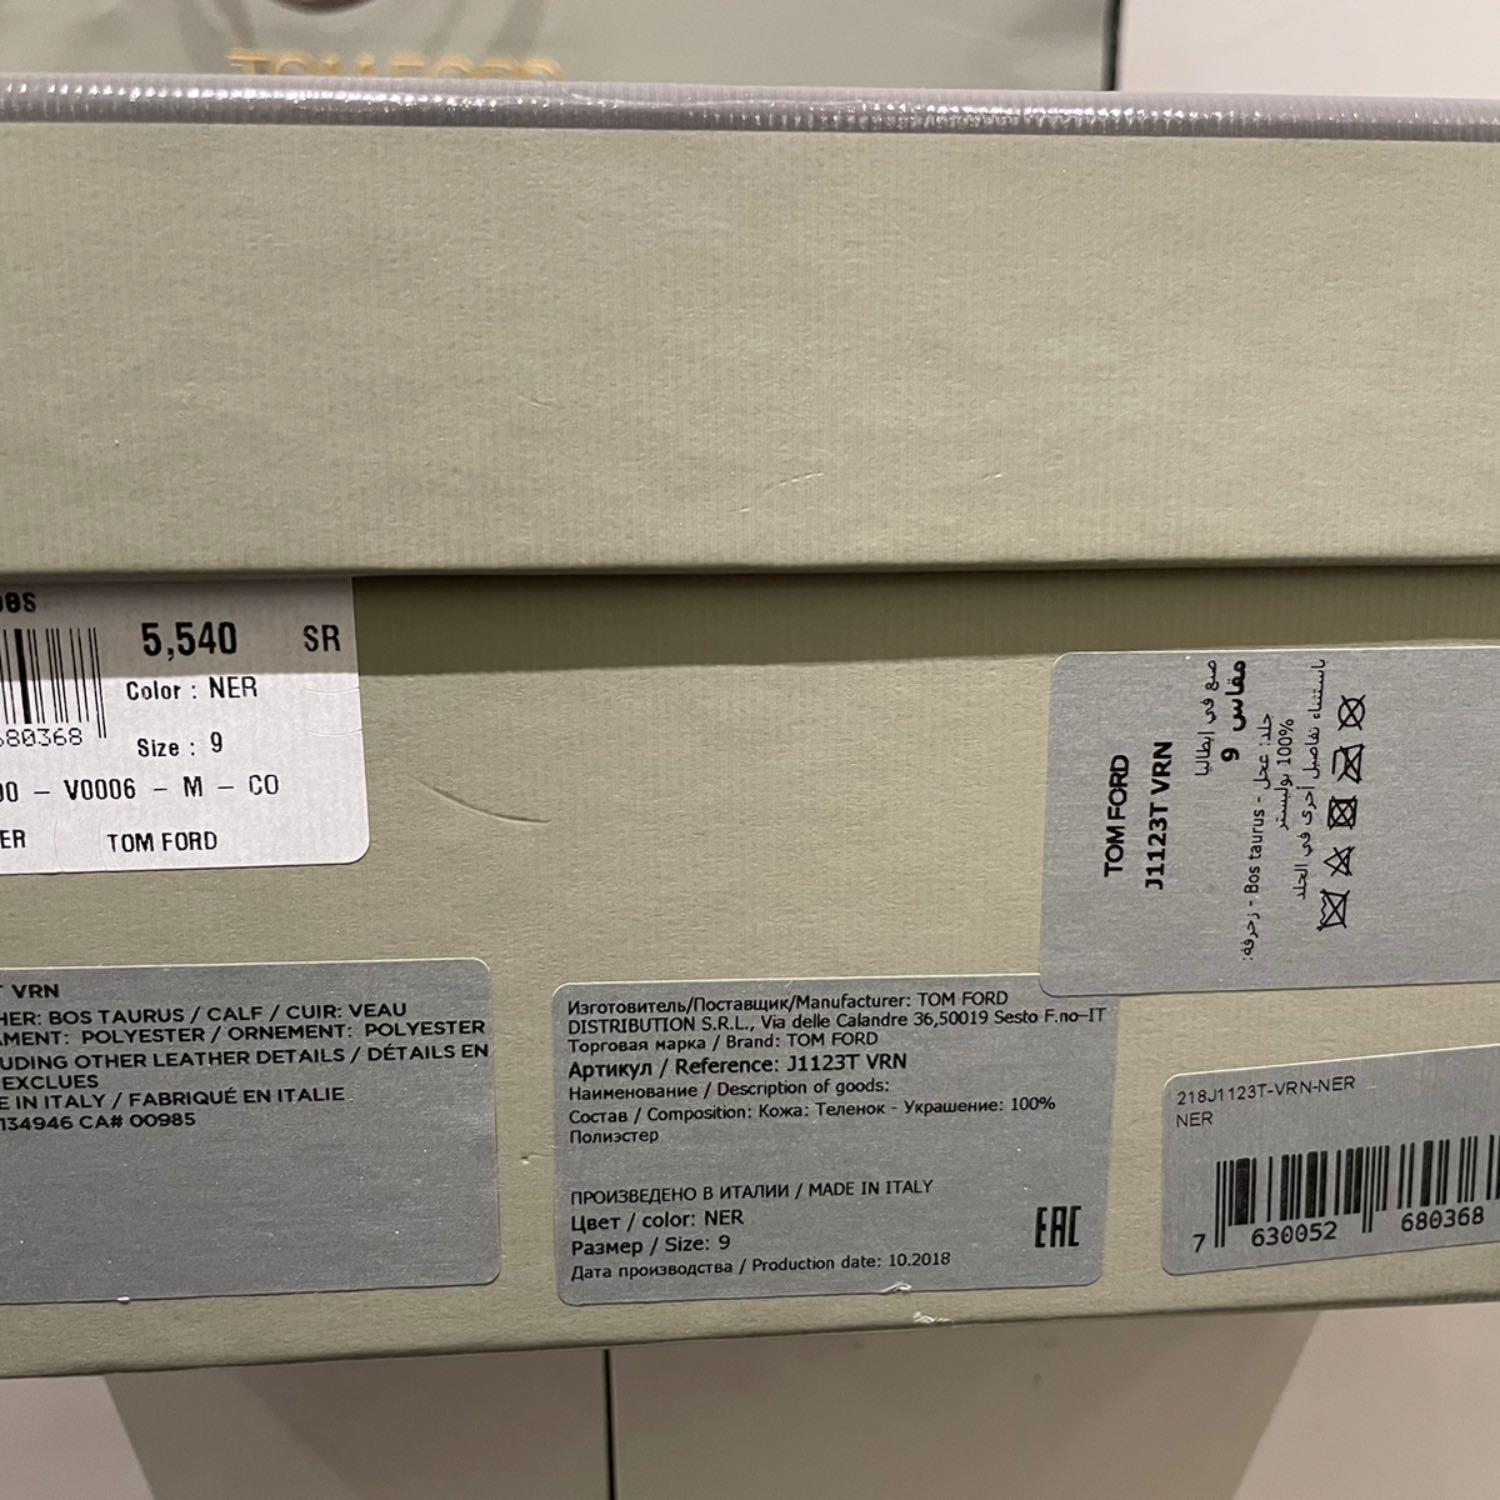 TOM FORD
5,540 SR
Color : NER
680368
Size : 9
V0006 - M - CO
TOM FORD
VRN
BOS TAURUS / CALF / CUIR: VEAU
POLYESTER / ORNEMENT: POLYESTER
OTHER LEATHER DETAILS / DÉTAILS EN
EXCLUES
IN ITALY / FABRIQUÉ EN ITALIE
134946 CA# 00985
Изготовитель/Поставщик/Manufacturer: TOM FORD
DISTRIBUTION S.R.L., Via delle Calandre 36,50019 Sesto F.no-IT
Торговая марка / Brand: TOM FORD
Артикул / Reference: J1123T VRN
Наименование / Description of goods:
Состав / Composition: Кожа: Теленок - Украшение: 100%
Полиэстер
ПРОИЗВЕДЕНО В ИТАЛИИ / MADE IN ITALY
Цвет / color: NER
Размер / Size: 9
Дата производства / Production date: 10.2018
EAC
TOM FORD
J1123T VRN
صنع في إيطاليا
مقاس 9
جلد: عجل - Bos taurus - زخرفة:
100% بوليستر
باستثناء تفاصيل أخرى في الجلد
218J1123T-VRN-NER
NER
7 630052 680368